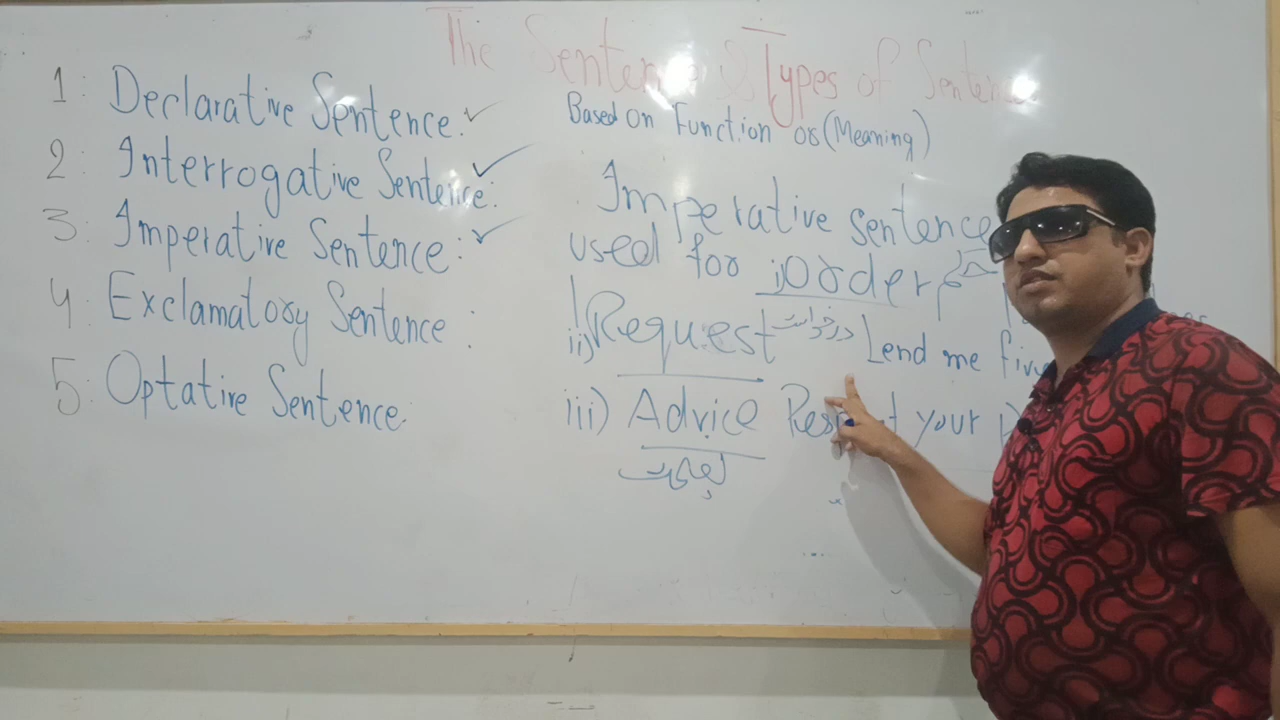 The Sentence & Types of Sentence
1: Declarative Sentence:
2: Interrogative Sentence:
3: Imperative Sentence:
4: Exclamatory Sentence:
5: Optative Sentence:
Based on Function or (Meaning)
Imperative sentence
used for i) Order حکم
ii) Request درخواست Lend me five
iii) Advice Respect your
نصیحت